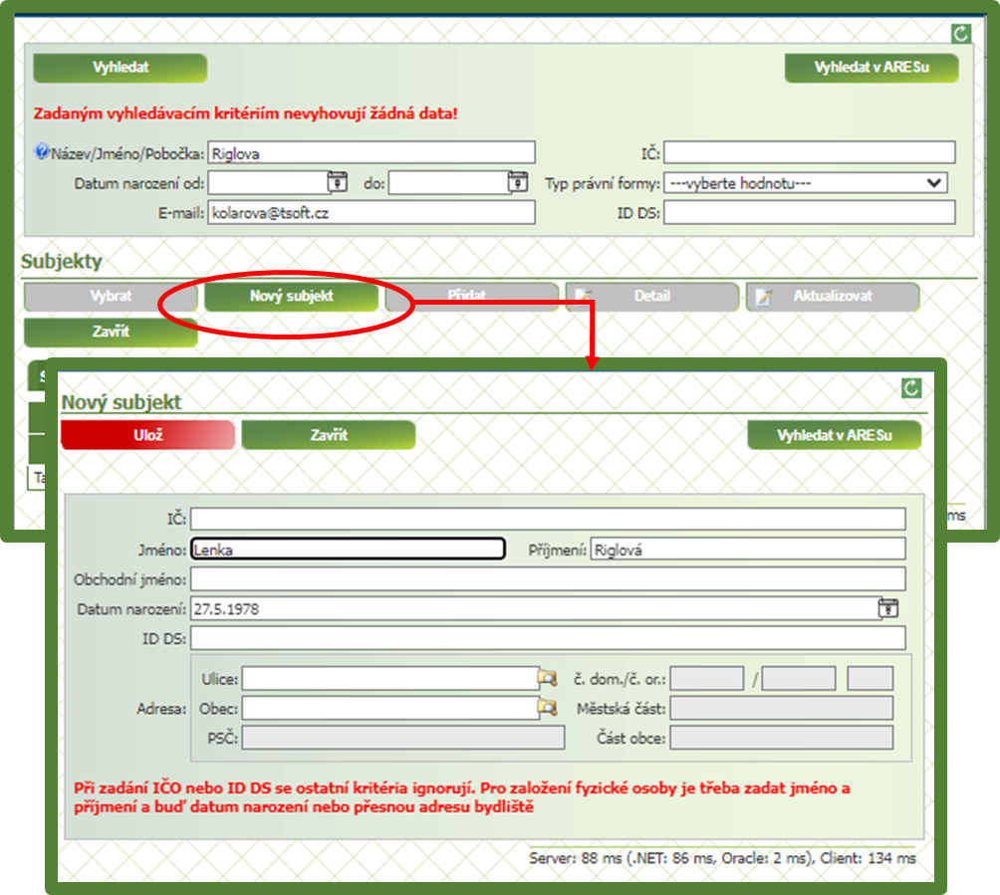 Vyhledat Vyhledat v ARESu
Zadaným vyhledávacím kritériím nevyhovují žádná data!
Název/Jméno/Pobočka: Riglova IČ:
Datum narození od: do: Typ právní formy: ---vyberte hodnotu---
E-mail: kolarova@tsoft.cz ID DS:
Subjekty
Vybrat Nový subjekt Přidat Detail Aktualizovat
Zavřít
ms
Nový subjekt
Ulož Zavřít Vyhledat v ARESu
IČ:
Jméno: Lenka Příjmení: Riglová
Obchodní jméno:
Datum narození: 27.5.1978
ID DS:
Ulice: č. dom./č. or.: /
Adresa: Obec: Městská část:
PSČ: Část obce:
Při zadání IČO nebo ID DS se ostatní kritéria ignorují. Pro založení fyzické osoby je třeba zadat jméno a
příjmení a buď datum narození nebo přesnou adresu bydliště
Server: 88 ms (.NET: 86 ms, Oracle: 2 ms), Client: 134 ms